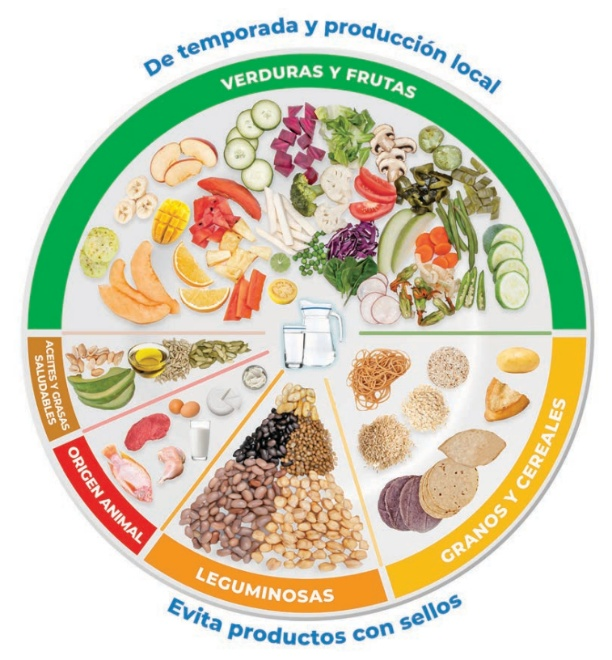 De temporada y producción local
VERDURAS Y FRUTAS
ACEITES Y GRASAS
SALUDABLES
ORIGEN ANIMAL
LEGUMINOSAS
GRANOS Y CEREALES
Evita productos con sellos